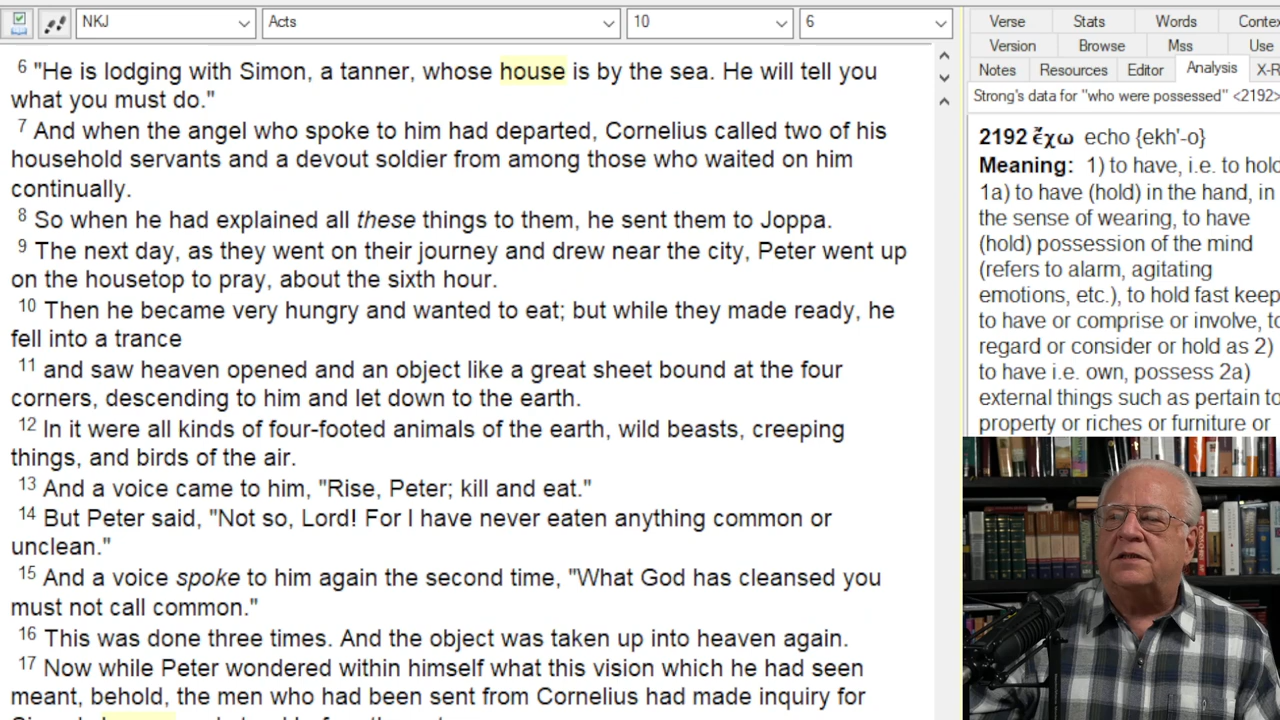 NKJ Acts 10 6
6 "He is lodging with Simon, a tanner, whose house is by the sea. He will tell you
what you must do."
7 And when the angel who spoke to him had departed, Cornelius called two of his
household servants and a devout soldier from among those who waited on him
continually.
8 So when he had explained all these things to them, he sent them to Joppa.
9 The next day, as they went on their journey and drew near the city, Peter went up
on the housetop to pray, about the sixth hour.
10 Then he became very hungry and wanted to eat; but while they made ready, he
fell into a trance
11 and saw heaven opened and an object like a great sheet bound at the four
corners, descending to him and let down to the earth.
12 In it were all kinds of four-footed animals of the earth, wild beasts, creeping
things, and birds of the air.
13 And a voice came to him, "Rise, Peter; kill and eat."
14 But Peter said, "Not so, Lord! For I have never eaten anything common or
unclean."
15 And a voice spoke to him again the second time, "What God has cleansed you
must not call common."
16 This was done three times. And the object was taken up into heaven again.
17 Now while Peter wondered within himself what this vision which he had seen
meant, behold, the men who had been sent from Cornelius had made inquiry for
Verse Stats Words Contex
Version Browse Mss Use
Notes Resources Editor Analysis X-R
Strong's data for "who were possessed" <2192>
2192 ἔχω echo {ekh'-o}
Meaning: 1) to have, i.e. to hold
1a) to have (hold) in the hand, in
the sense of wearing, to have
(hold) possession of the mind
(refers to alarm, agitating
emotions, etc.), to hold fast keep
to have or comprise or involve, to
regard or consider or hold as 2)
to have i.e. own, possess 2a)
external things such as pertain to
property or riches or furniture or